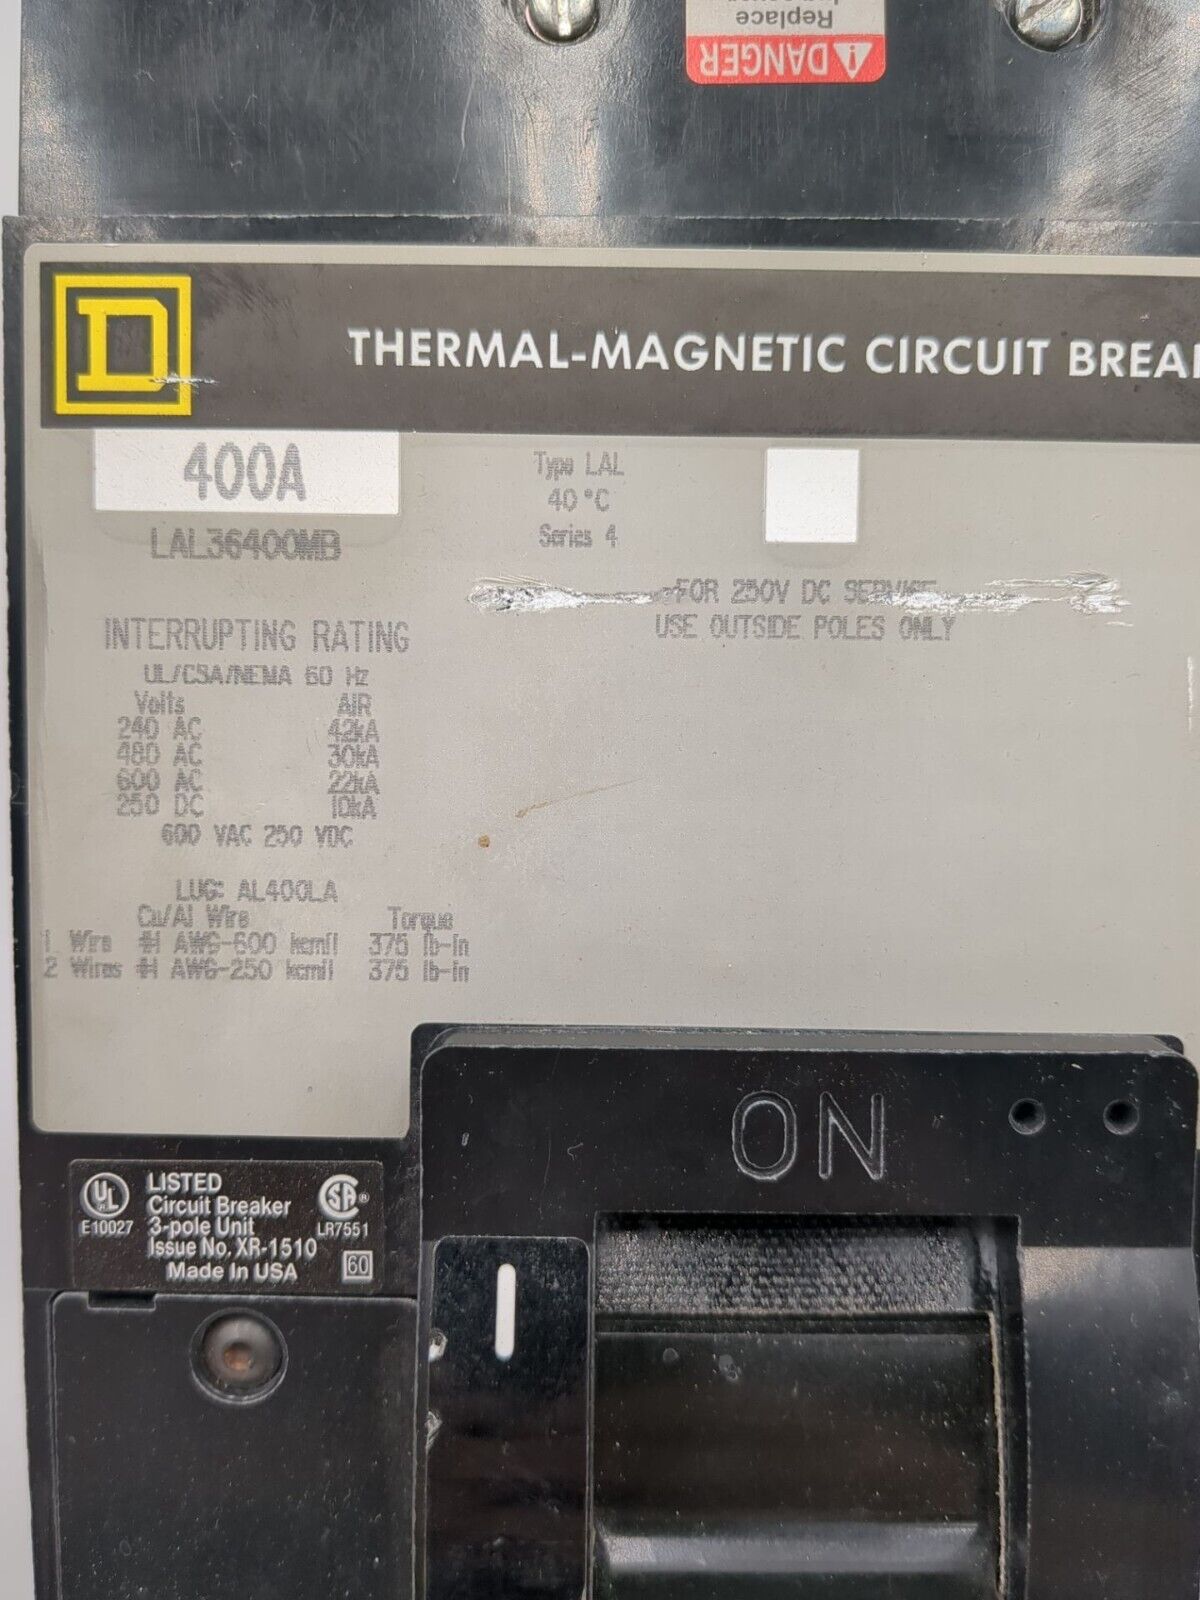 Replace
DANGER
D
THERMAL-MAGNETIC CIRCUIT
400A
LAL36400MB
Type LAL
40°C
Series 4
FOR 250V DC SERVICE
USE OUTSIDE POLES ONLY
INTERRUPTING RATING
UL/CSA/NEMA 60 Hz
Volts AIR
240 AC 42kA
480 AC 30kA
600 AC 22kA
250 DC 10kA
600 VAC 250 VDC
LUG: AL400LA
Cu/Al Wire Torque
1 Wire #1 AWG-600 kcmil 375 lb-in
2 Wires #1 AWG-250 kcmil 375 lb-in
ON
UL LISTED SA ®
E10027 Circuit Breaker LR7551
3-pole Unit
Issue No. XR-1510
Made In USA 60